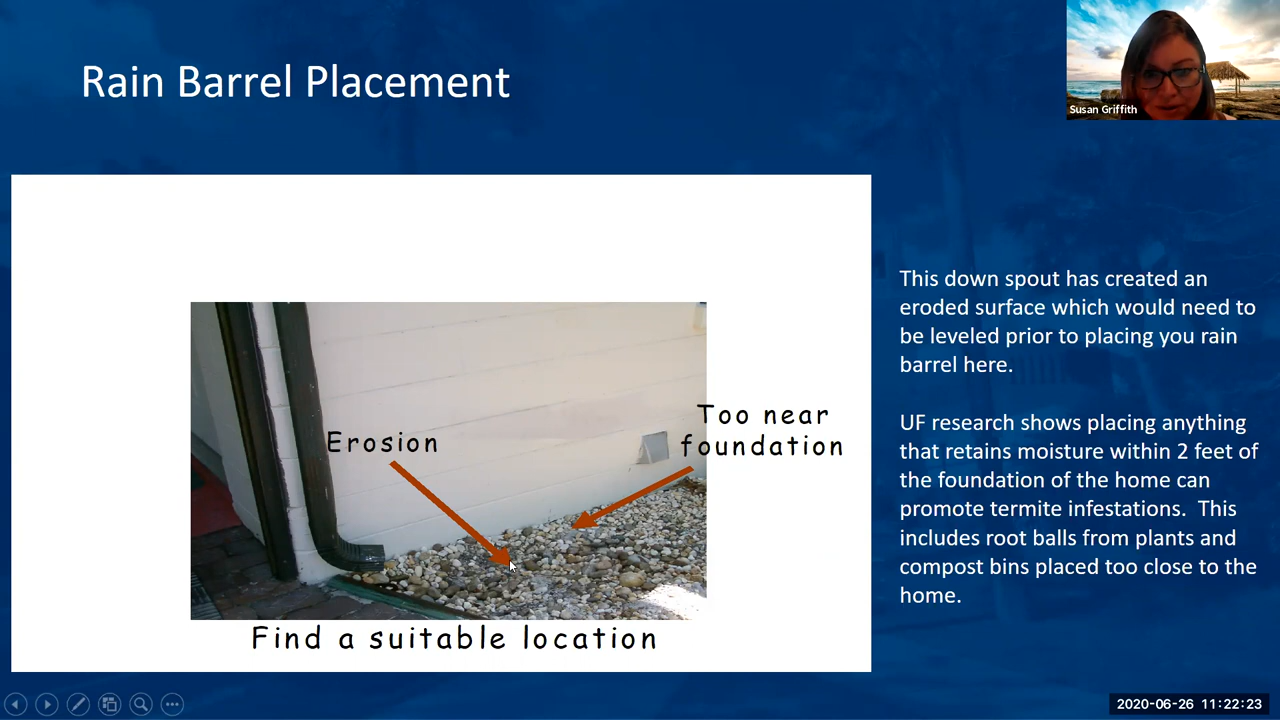 Rain Barrel Placement
Susan Griffith
Erosion
Too near
foundation
Find a suitable location
This down spout has created an
eroded surface which would need to
be leveled prior to placing you rain
barrel here.
UF research shows placing anything
that retains moisture within 2 feet of
the foundation of the home can
promote termite infestations.  This
includes root balls from plants and
compost bins placed too close to the
home.
2020-06-26 11:22:23